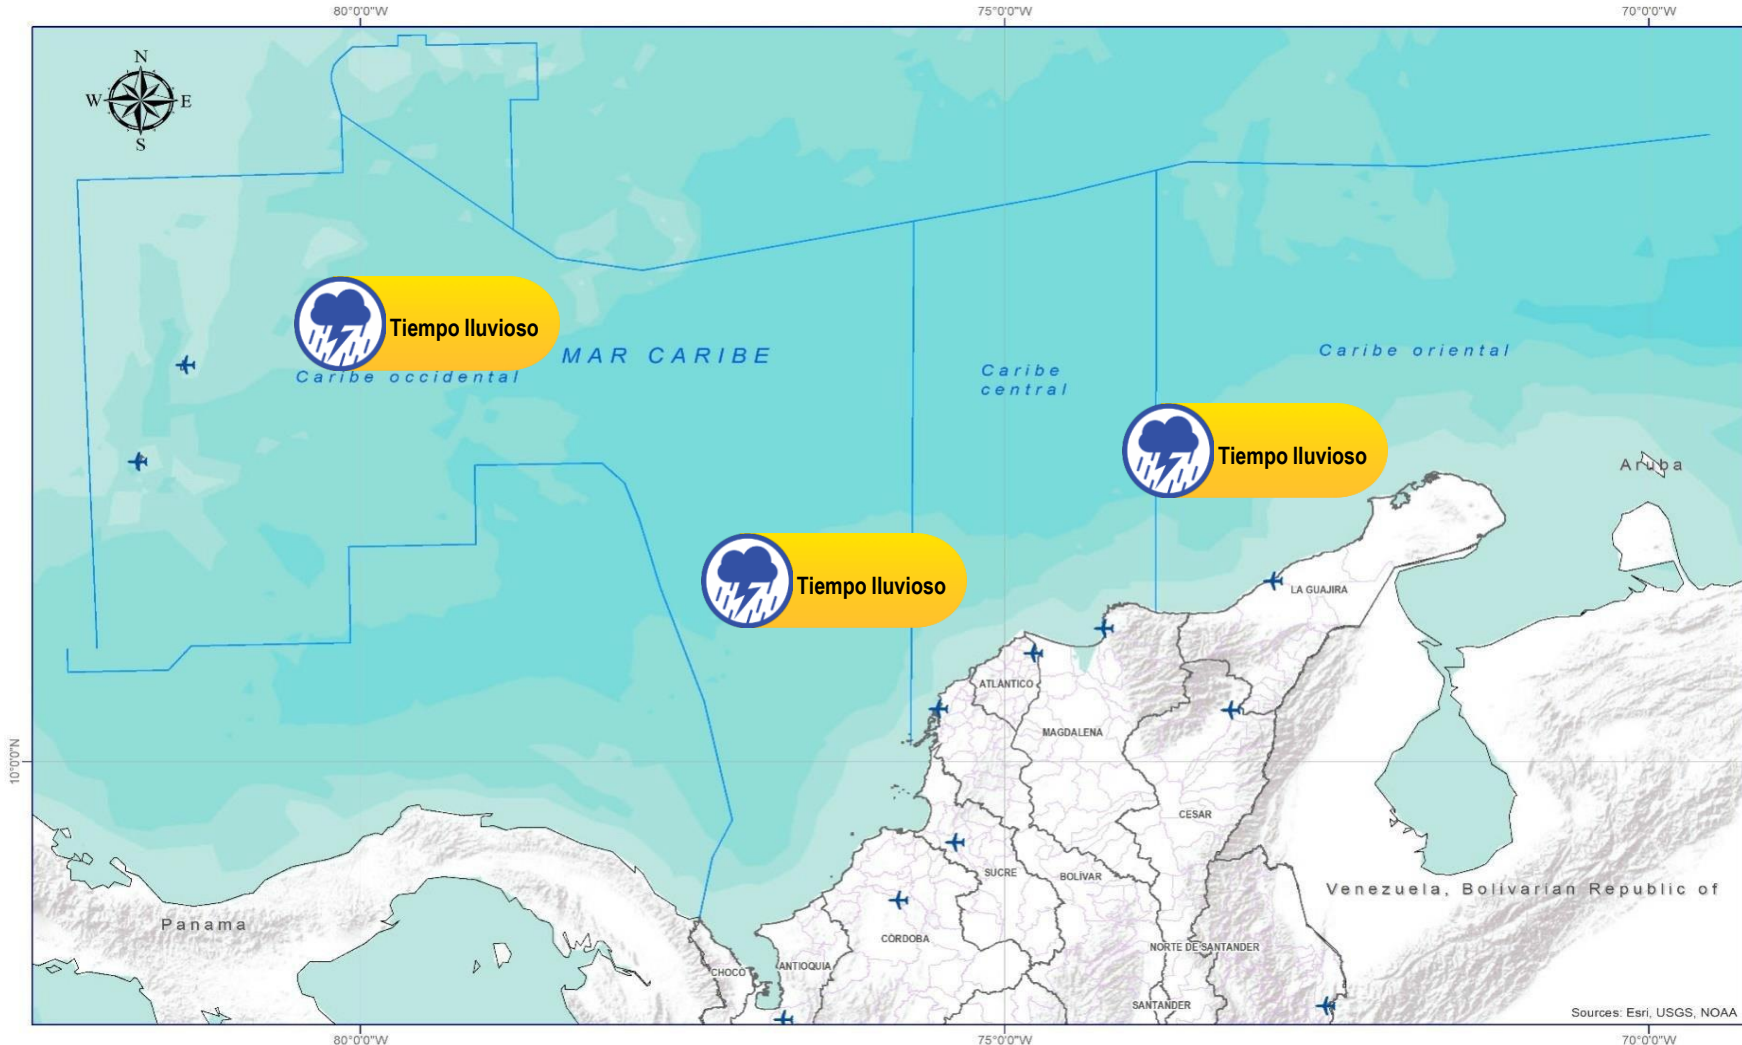 80°0'0"W
75°0'0"W
70°0'0"W
N
W
E
S
Tiempo lluvioso
MAR CARIBE
Caribe occidental
Caribe
central
Caribe oriental
Tiempo lluvioso
Aruba
Tiempo lluvioso
LA GUAJIRA
ATLÁNTICO
MAGDALENA
10°0'0"N
CESAR
SUCRE
BOLÍVAR
Venezuela, Bolivarian Republic of
Panama
CÓRDOBA
NORTE DE SANTANDER
CHOCÓ
ANTIOQUIA
SANTANDER
Sources: Esri, USGS, NOAA
80°0'0"W
75°0'0"W
70°0'0"W